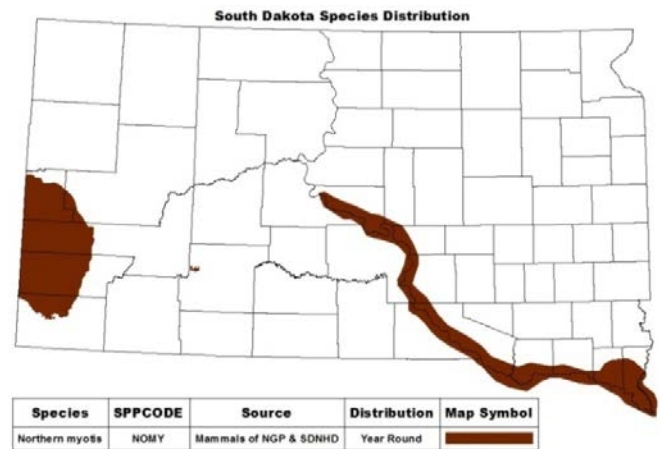 South Dakota Species Distribution
Species SPPCODE Source Distribution Map Symbol
Northern myotis NOMY Mammals of NGP & SDNHD Year Round